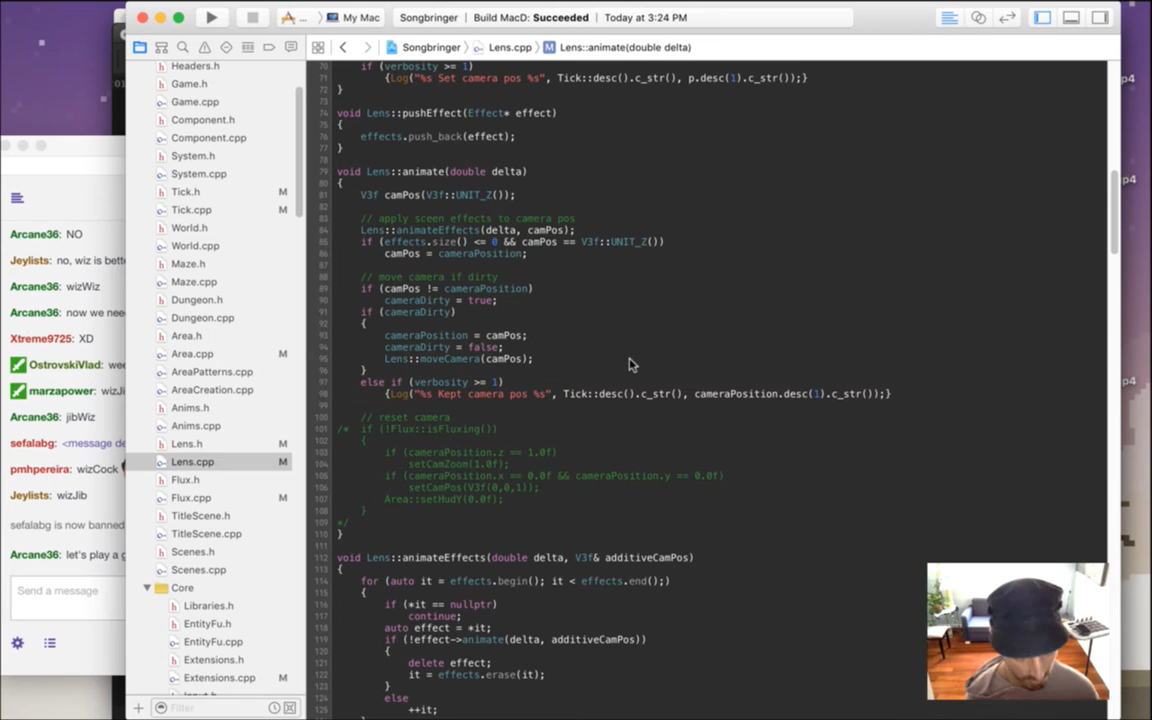 My Mac
Songbringer
Build MacD: Succeeded
Today at 3:24 PM
Songbringer
Lens.cpp
M
Lens::animate(double delta)
Headers.h
Game.h
Game.cpp
Component.h
Component.cpp
System.h
System.cpp
Tick.h M
Tick.cpp M
World.h
World.cpp
Maze.h
Maze.cpp
Dungeon.h
Dungeon.cpp
Area.h
Area.cpp M
AreaPatterns.cpp
AreaCreation.cpp
Anims.h
Anims.cpp
Lens.h M
Lens.cpp M
Flux.h
Flux.cpp M
TitleScene.h
TitleScene.cpp
Scenes.h
Scenes.cpp
Core
Libraries.h
EntityFu.h
EntityFu.cpp
Extensions.h
Extensions.cpp M
Filter
Arcane36: NO
Jeylists: no, wiz is bette
Arcane36: wizWiz
Arcane36: now we nee
Xtreme9725: XD
OstrovskiVlad: wee
marzapower: wizJi
Arcane36: jibWiz
sefalabg: <message de
pmhpereira: wizCock
Jeylists: wizJib
sefalabg is now banned
Arcane36: let's play a g
Send a message
70 if (verbosity >= 1)
71 {Log("%s Set camera pos %s", Tick::desc().c_str(), p.desc(1).c_str());}
72 }
73
74 void Lens::pushEffect(Effect* effect)
75 {
76 effects.push_back(effect);
77 }
78
79 void Lens::animate(double delta)
80 {
81 V3f camPos(V3f::UNIT_Z());
82
83 // apply sceen effects to camera pos
84 Lens::animateEffects(delta, camPos);
85 if (effects.size() <= 0 && camPos == V3f::UNIT_Z())
86 camPos = cameraPosition;
87
88 // move camera if dirty
89 if (camPos != cameraPosition)
90 cameraDirty = true;
91 if (cameraDirty)
92 {
93 cameraPosition = camPos;
94 cameraDirty = false;
95 Lens::moveCamera(camPos);
96 }
97 else if (verbosity >= 1)
98 {Log("%s Kept camera pos %s", Tick::desc().c_str(), cameraPosition.desc(1).c_str());}
99
100 // reset camera
101 /* if (!Flux::isFluxing())
102 {
103 if (cameraPosition.z == 1.0f)
104 setCamZoom(1.0f);
105 if (cameraPosition.x == 0.0f && cameraPosition.y == 0.0f)
106 setCamPos(V3f(0,0,1));
107 Area::setHudY(0.0f);
108 }
109 */
110 }
111
112 void Lens::animateEffects(double delta, V3f& additiveCamPos)
113 {
114 for (auto it = effects.begin(); it < effects.end();)
115 {
116 if (*it == nullptr)
117 continue;
118 auto effect = *it;
119 if (!effect->animate(delta, additiveCamPos))
120 {
121 delete effect;
122 it = effects.erase(it);
123 }
124 else
125 ++it;
p4
p4
p4